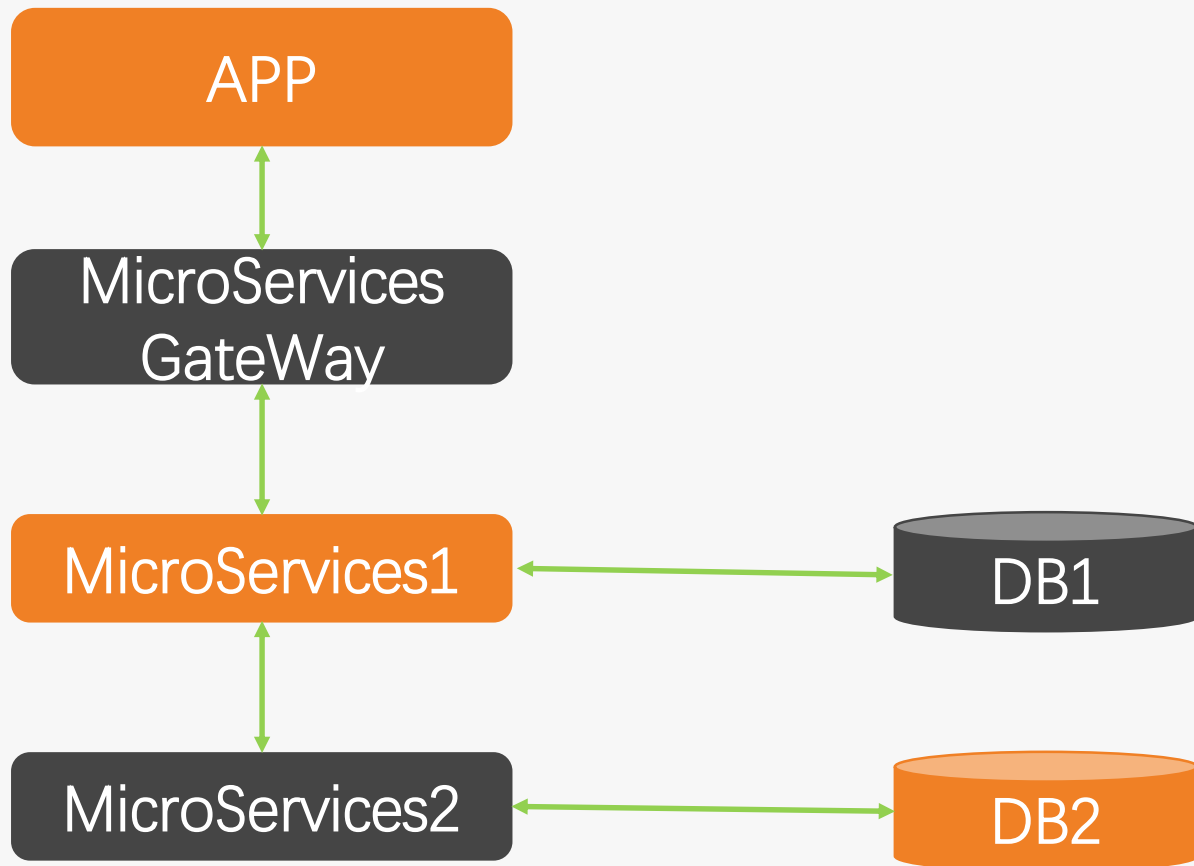 APP
MicroServices
GateWay
MicroServices1
DB1
MicroServices2
DB2